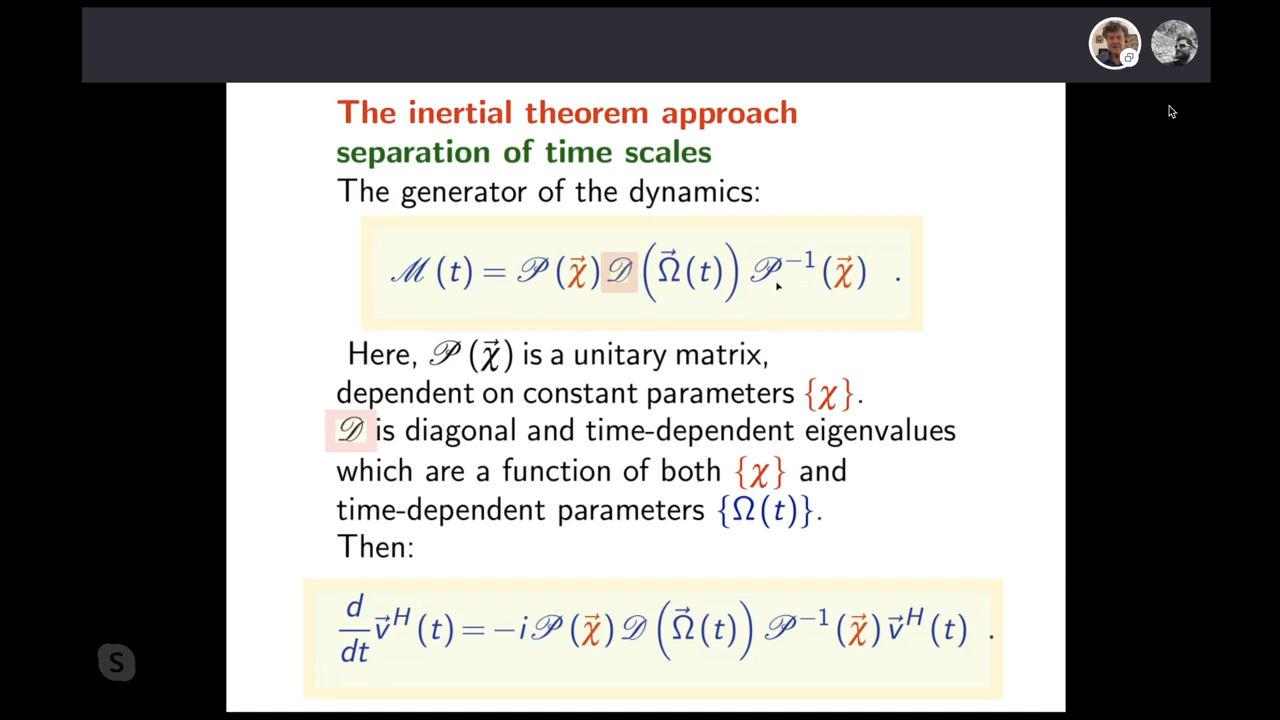 The inertial theorem approach
separation of time scales
The generator of the dynamics:
ℳ(t) = 𝒫(χ⃗)𝒟(Ω⃗(t))𝒫⁻¹(χ⃗) .
Here, 𝒫(χ⃗) is a unitary matrix,
dependent on constant parameters {χ}.
𝒟 is diagonal and time-dependent eigenvalues
which are a function of both {χ} and
time-dependent parameters {Ω(t)}.
Then:
d/dt v⃗ᴴ(t) = −i𝒫(χ⃗)𝒟(Ω⃗(t))𝒫⁻¹(χ⃗)v⃗ᴴ(t) .
S